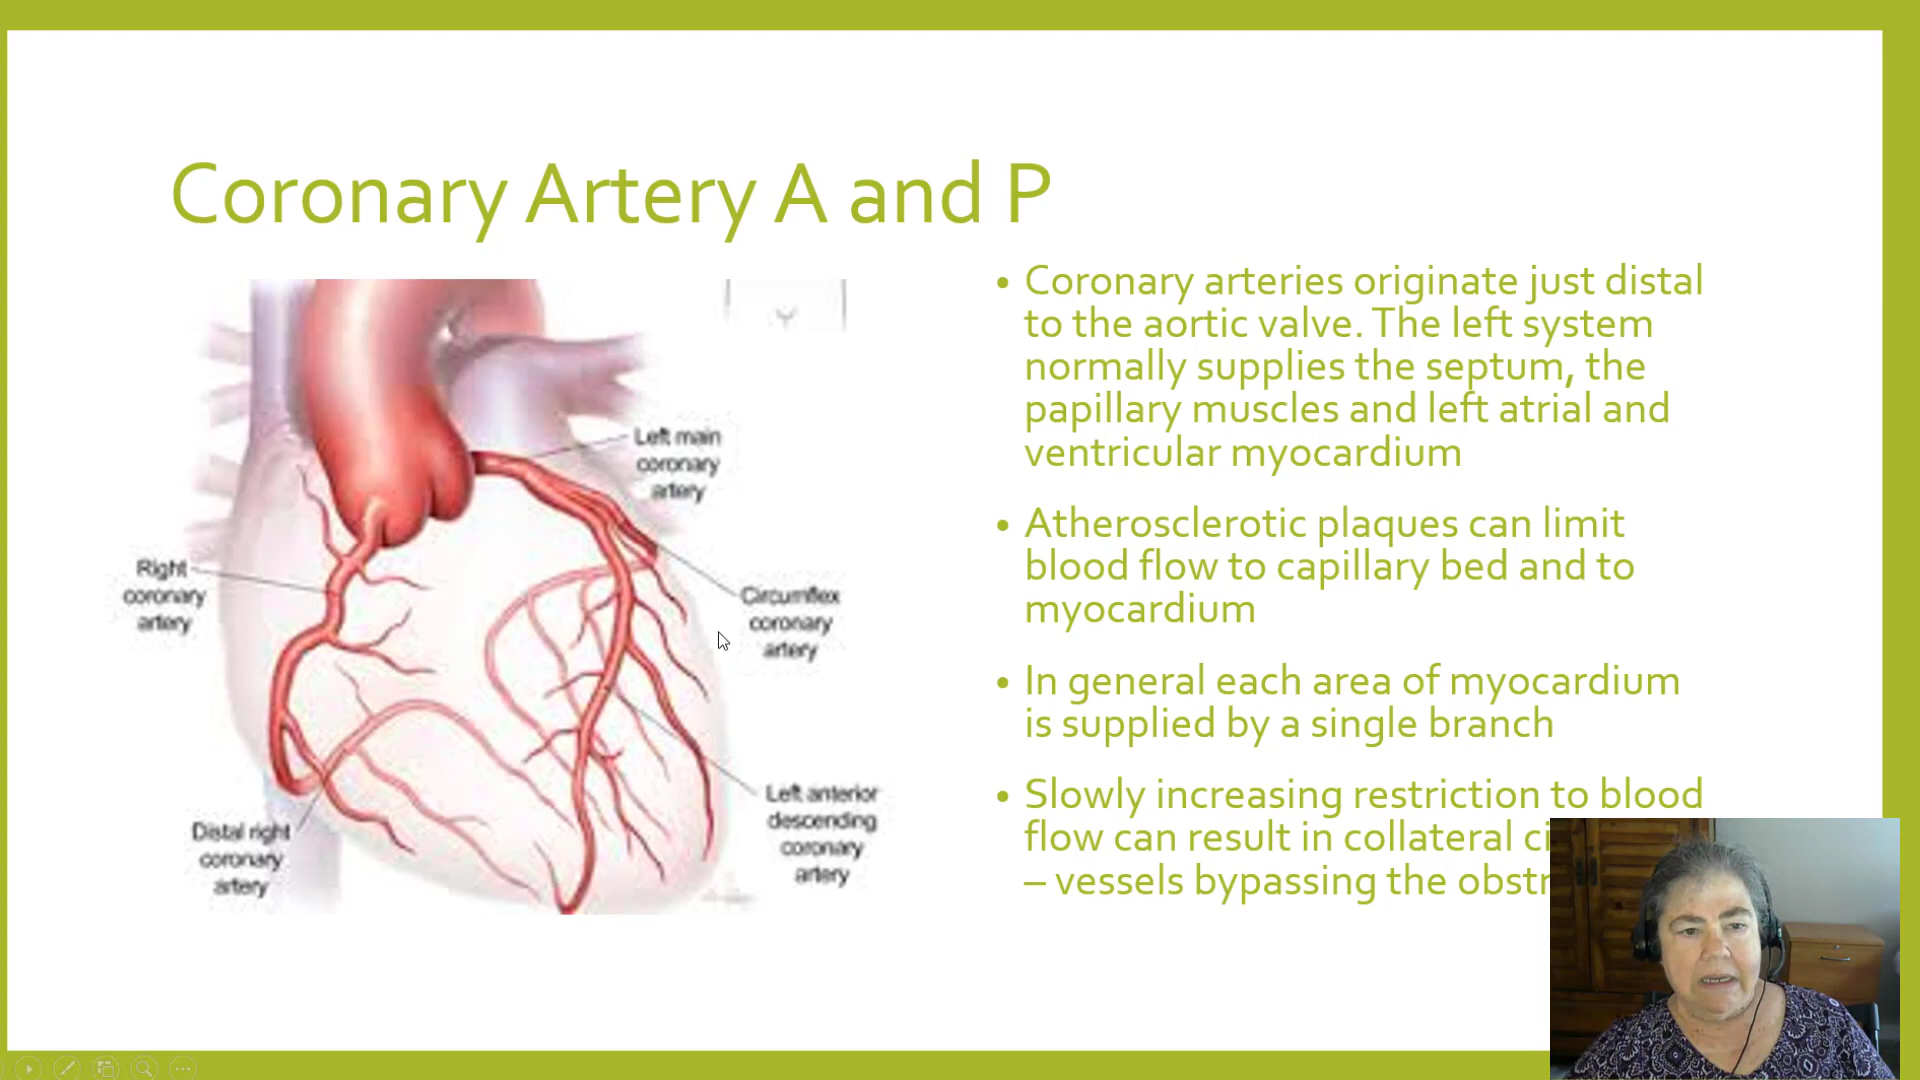 Coronary Artery A and P
Left main
coronary
artery
Right
coronary
artery
Circumflex
coronary
artery
Left anterior
descending
coronary
artery
Distal right
coronary
artery
• Coronary arteries originate just distal
to the aortic valve. The left system
normally supplies the septum, the
papillary muscles and left atrial and
ventricular myocardium
• Atherosclerotic plaques can limit
blood flow to capillary bed and to
myocardium
• In general each area of myocardium
is supplied by a single branch
• Slowly increasing restriction to blood
flow can result in collateral
– vessels bypassing the